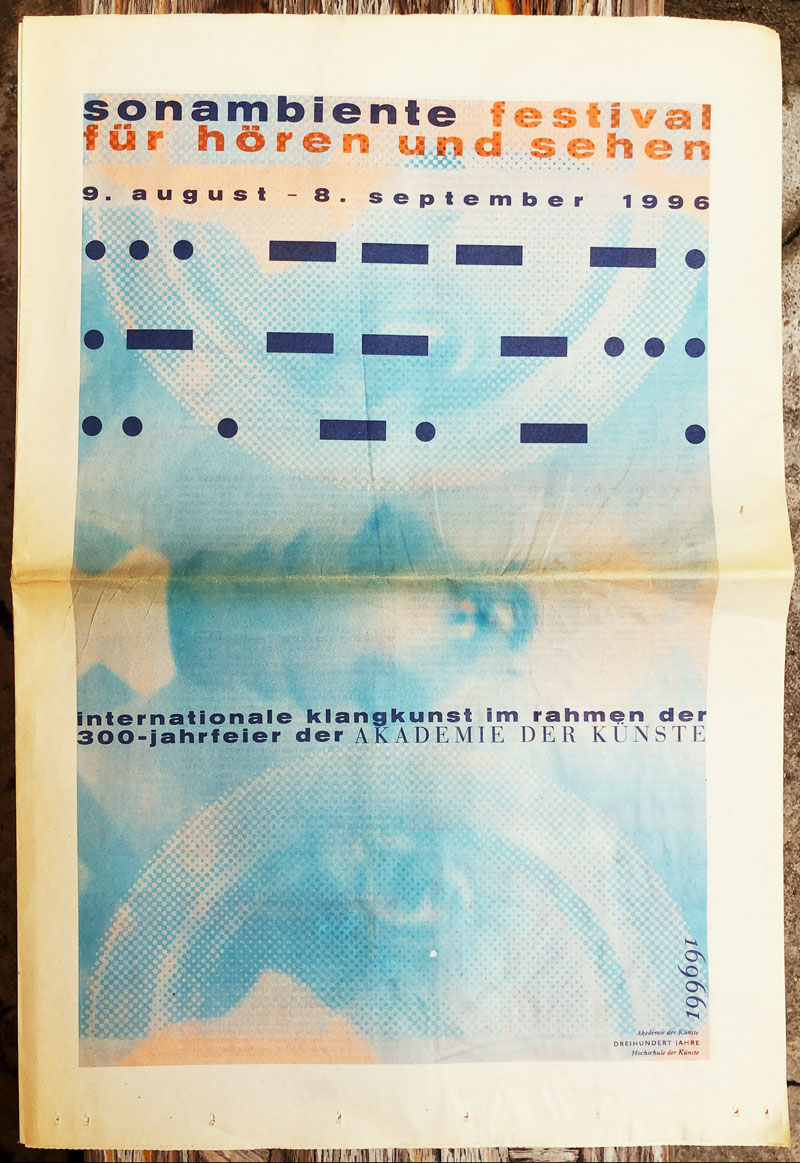 sonambiente festival
für hören und sehen
9. august – 8. september 1996
internationale klangkunst im rahmen der
300-jahrfeier der AKADEMIE DER KÜNSTE
Akademie der Künste
DREIHUNDERT JAHRE
Hochschule der Künste